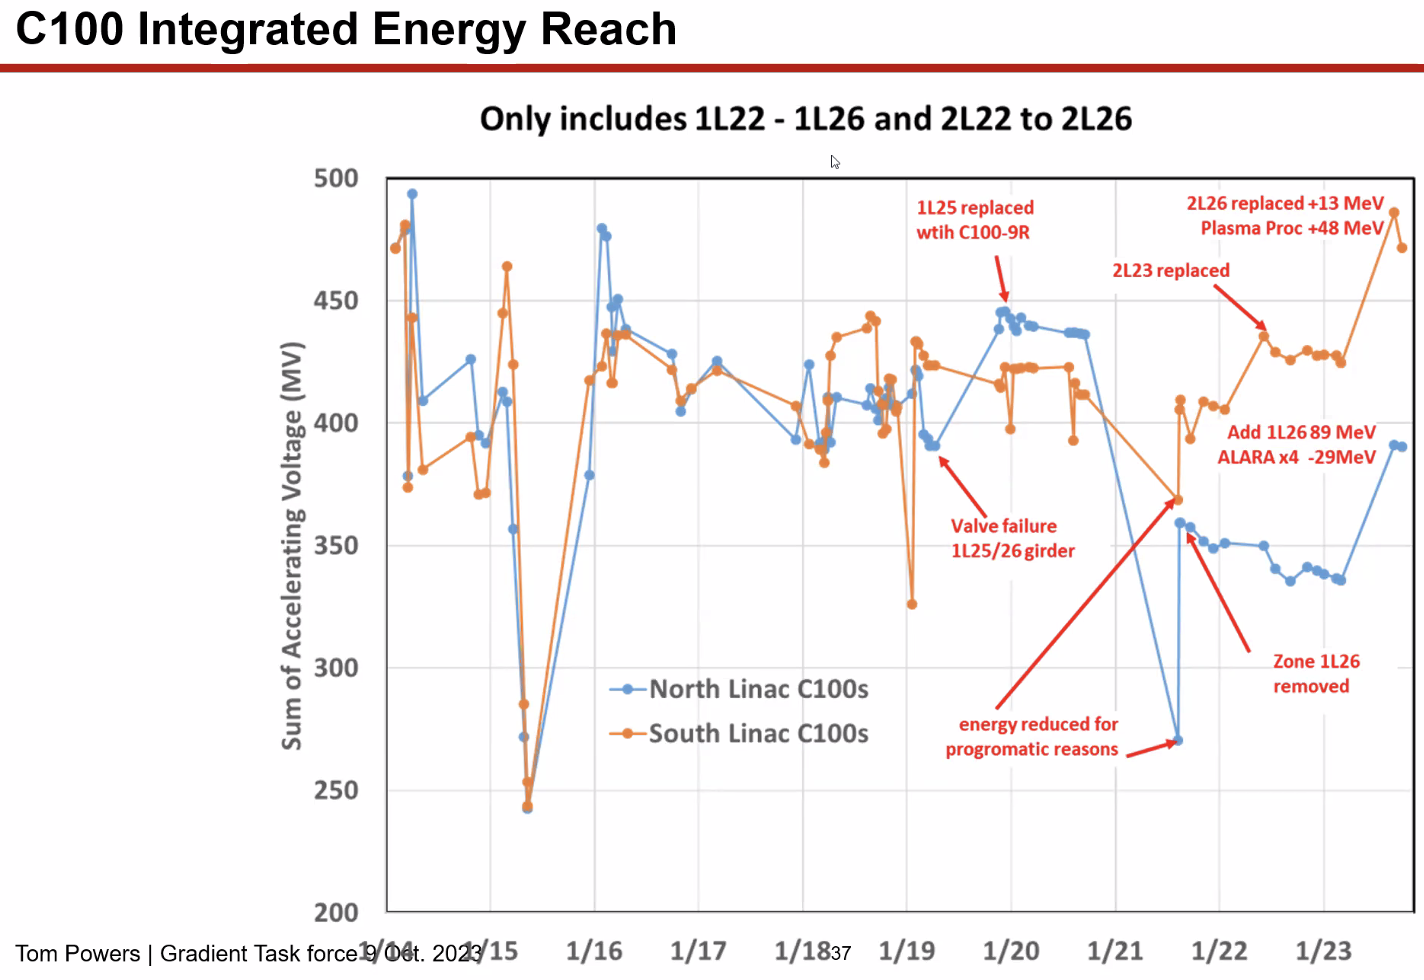 C100 Integrated Energy Reach
Only includes 1L22 - 1L26 and 2L22 to 2L26
Sum of Accelerating Voltage (MV)
500
450
400
350
300
250
200
1L25 replaced
wtih C100-9R
2L26 replaced +13 MeV
Plasma Proc +48 MeV
2L23 replaced
Add 1L26 89 MeV
ALARA x4 -29MeV
Valve failure
1L25/26 girder
Zone 1L26
removed
energy reduced for
progromatic reasons
North Linac C100s
South Linac C100s
1/14
1/15
1/16
1/17
1/18
1/19
1/20
1/21
1/22
1/23
Tom Powers | Gradient Task force 9 Oct. 2023
37